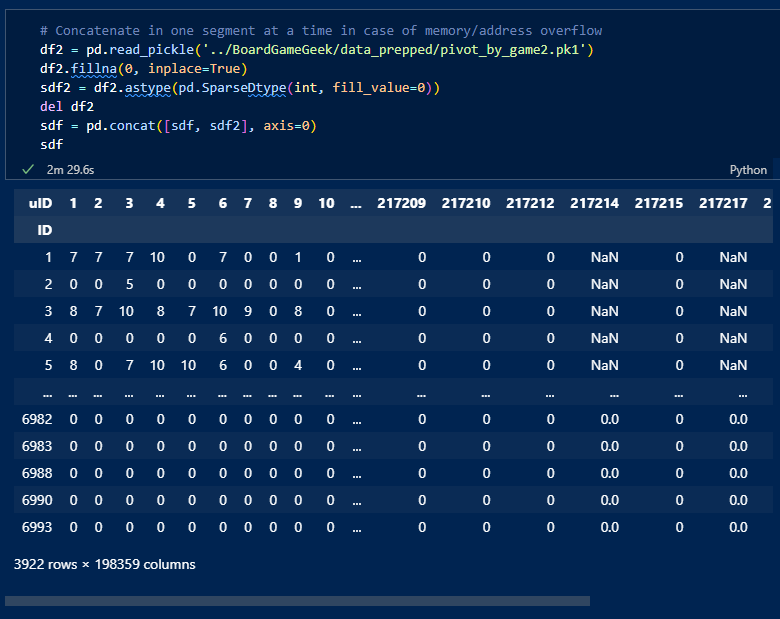 # Concatenate in one segment at a time in case of memory/address overflow
df2 = pd.read_pickle('../BoardGameGeek/data_prepped/pivot_by_game2.pk1')
df2.fillna(0, inplace=True)
sdf2 = df2.astype(pd.SparseDtype(int, fill_value=0))
del df2
sdf = pd.concat([sdf, sdf2], axis=0)
sdf
2m 29.6s Python
uID 1 2 3 4 5 6 7 8 9 10 ... 217209 217210 217212 217214 217215 217217 2
ID
1 7 7 7 10 0 7 0 0 1 0 ... 0 0 0 NaN 0 NaN
2 0 0 5 0 0 0 0 0 0 0 ... 0 0 0 NaN 0 NaN
3 8 7 10 8 7 10 9 0 8 0 ... 0 0 0 NaN 0 NaN
4 0 0 0 0 0 6 0 0 0 0 ... 0 0 0 NaN 0 NaN
5 8 0 7 10 10 6 0 0 4 0 ... 0 0 0 NaN 0 NaN
... ... ... ... ... ... ... ... ... ... ... ... ... ... ... ... ... ...
6982 0 0 0 0 0 0 0 0 0 0 ... 0 0 0 0.0 0 0.0
6983 0 0 0 0 0 0 0 0 0 0 ... 0 0 0 0.0 0 0.0
6988 0 0 0 0 0 0 0 0 0 0 ... 0 0 0 0.0 0 0.0
6990 0 0 0 0 0 0 0 0 0 0 ... 0 0 0 0.0 0 0.0
6993 0 0 0 0 0 0 0 0 0 0 ... 0 0 0 0.0 0 0.0
3922 rows × 198359 columns